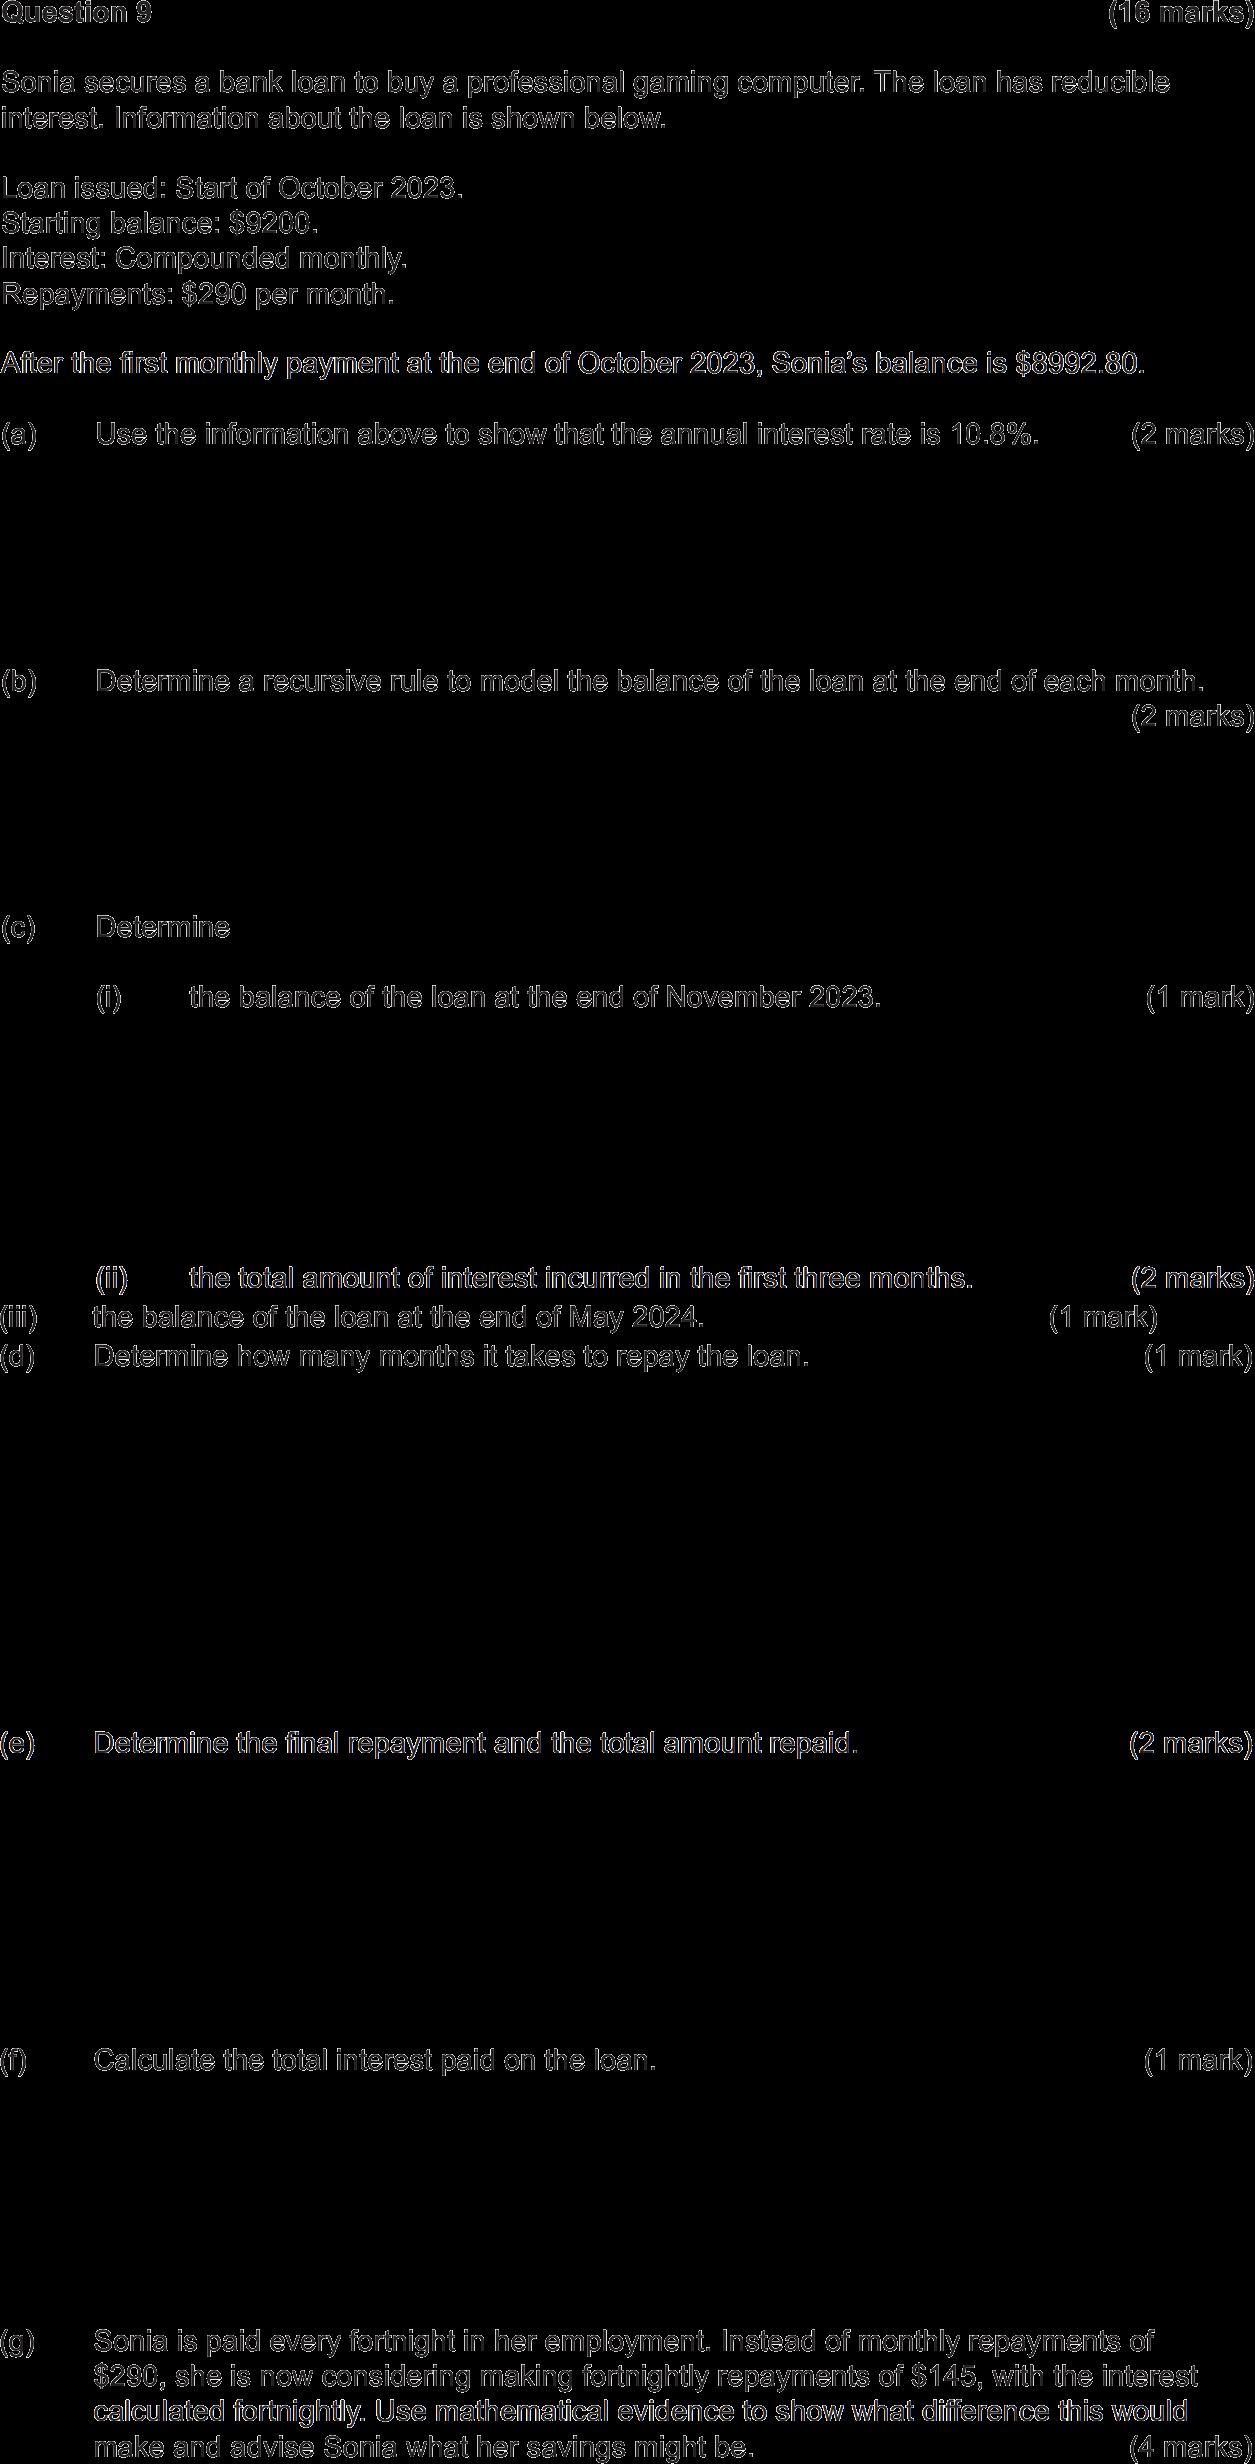 Question 9 (16 marks)
Sonia secures a bank loan to buy a professional gaming computer. The loan has reducible
interest. Information about the loan is shown below.
Loan issued: Start of October 2023.
Starting balance: $9200.
Interest: Compounded monthly.
Repayments: $290 per month.
After the first monthly payment at the end of October 2023, Sonia's balance is $8992.80.
(a) Use the information above to show that the annual interest rate is 10.8%. (2 marks)
(b) Determine a recursive rule to model the balance of the loan at the end of each month.
(2 marks)
(c) Determine
(i) the balance of the loan at the end of November 2023. (1 mark)
(ii) the total amount of interest incurred in the first three months. (2 marks)
(iii) the balance of the loan at the end of May 2024. (1 mark)
(d) Determine how many months it takes to repay the loan. (1 mark)
(e) Determine the final repayment and the total amount repaid. (2 marks)
(f) Calculate the total interest paid on the loan. (1 mark)
(g) Sonia is paid every fortnight in her employment. Instead of monthly repayments of
$290, she is now considering making fortnightly repayments of $145, with the interest
calculated fortnightly. Use mathematical evidence to show what difference this would
make and advise Sonia what her savings might be. (4 marks)